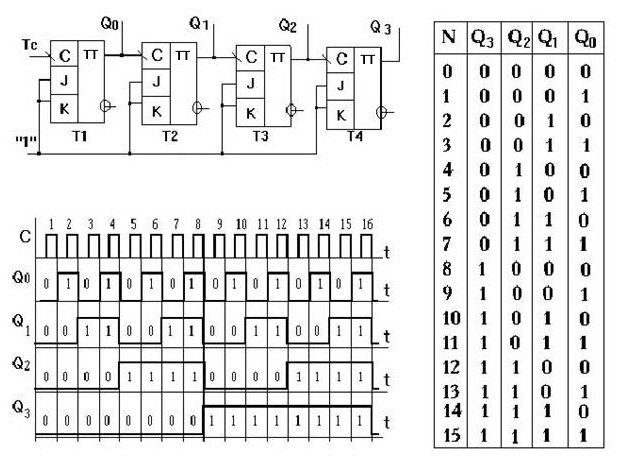 Q0 Q1 Q2 Q3
Tc C TT C TT C TT C TT
J J J J
K K K K
T1 T2 T3 T4
"1"
1 2 3 4 5 6 7 8 9 10 11 12 13 14 15 16
C t
Q0 0 1 0 1 0 1 0 1 0 1 0 1 0 1 0 1 t
Q1 0 0 1 1 0 0 1 1 0 0 1 1 0 0 1 1 t
Q2 0 0 0 0 1 1 1 1 0 0 0 0 1 1 1 1 t
Q3 0 0 0 0 0 0 0 0 1 1 1 1 1 1 1 1 t
N Q3 Q2 Q1 Q0
0 0 0 0 0
1 0 0 0 1
2 0 0 1 0
3 0 0 1 1
4 0 1 0 0
5 0 1 0 1
6 0 1 1 0
7 0 1 1 1
8 1 0 0 0
9 1 0 0 1
10 1 0 1 0
11 1 0 1 1
12 1 1 0 0
13 1 1 0 1
14 1 1 1 0
15 1 1 1 1